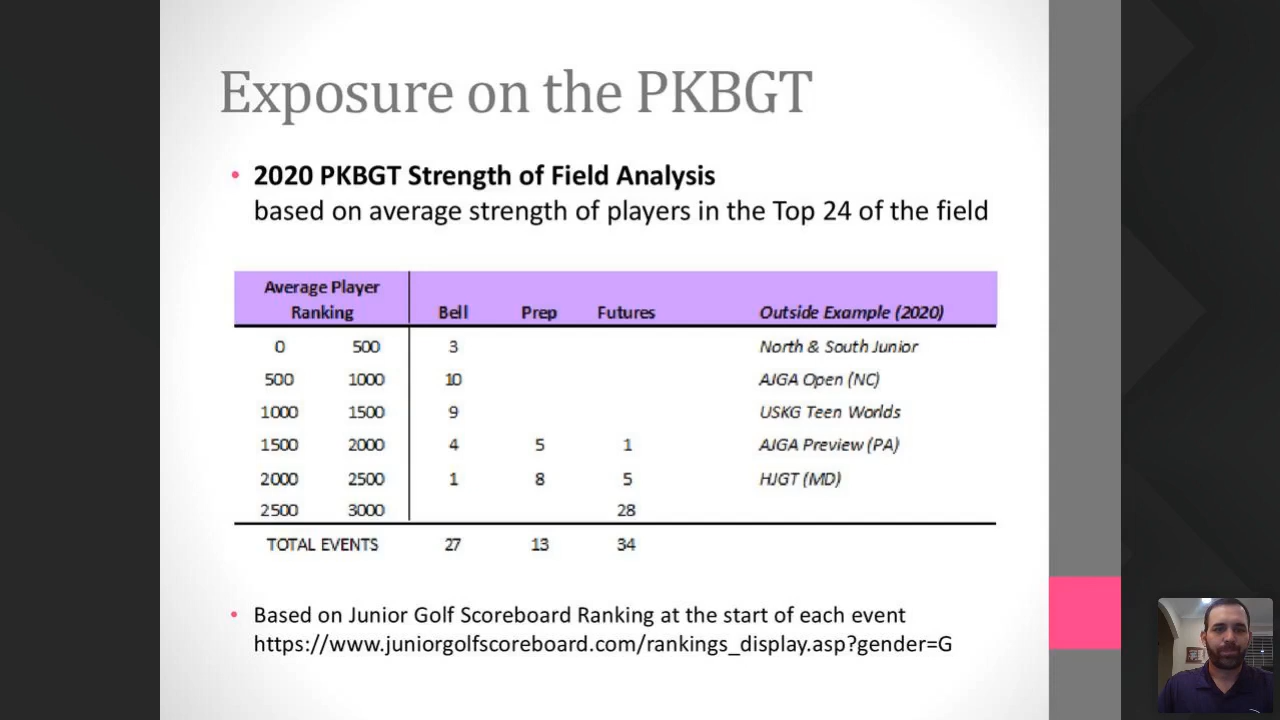 Exposure on the PKBGT
• 2020 PKBGT Strength of Field Analysis
based on average strength of players in the Top 24 of the field
Average Player
Ranking Bell Prep Futures Outside Example (2020)
0 500 3 North & South Junior
500 1000 10 AJGA Open (NC)
1000 1500 9 USKG Teen Worlds
1500 2000 4 5 1 AJGA Preview (PA)
2000 2500 1 8 5 HJGT (MD)
2500 3000 28
TOTAL EVENTS 27 13 34
• Based on Junior Golf Scoreboard Ranking at the start of each event
https://www.juniorgolfscoreboard.com/rankings_display.asp?gender=G